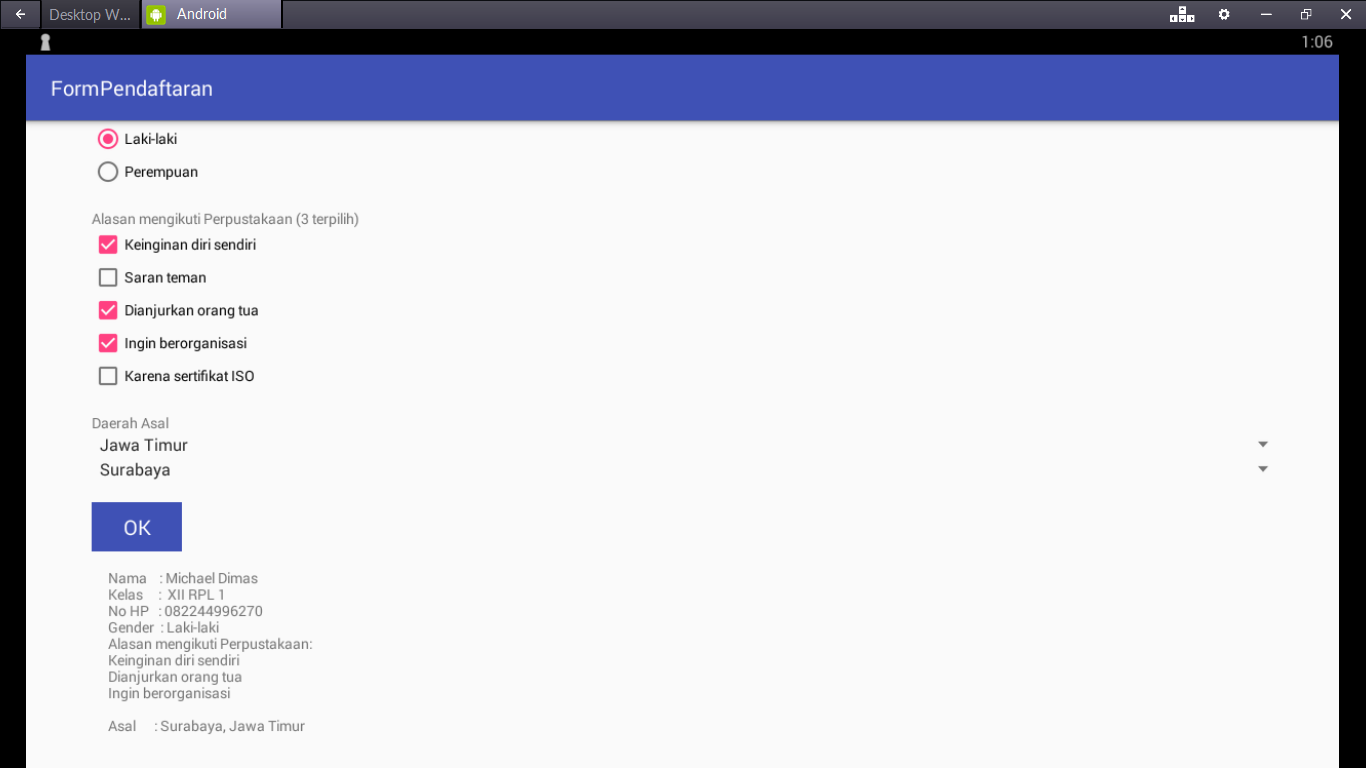 Desktop W...
Android
1:06
FormPendaftaran
Laki-laki
Perempuan
Alasan mengikuti Perpustakaan (3 terpilih)
Keinginan diri sendiri
Saran teman
Dianjurkan orang tua
Ingin berorganisasi
Karena sertifikat ISO
Daerah Asal
Jawa Timur
Surabaya
OK
Nama : Michael Dimas
Kelas : XII RPL 1
No HP : 082244996270
Gender : Laki-laki
Alasan mengikuti Perpustakaan:
Keinginan diri sendiri
Dianjurkan orang tua
Ingin berorganisasi
Asal : Surabaya, Jawa Timur